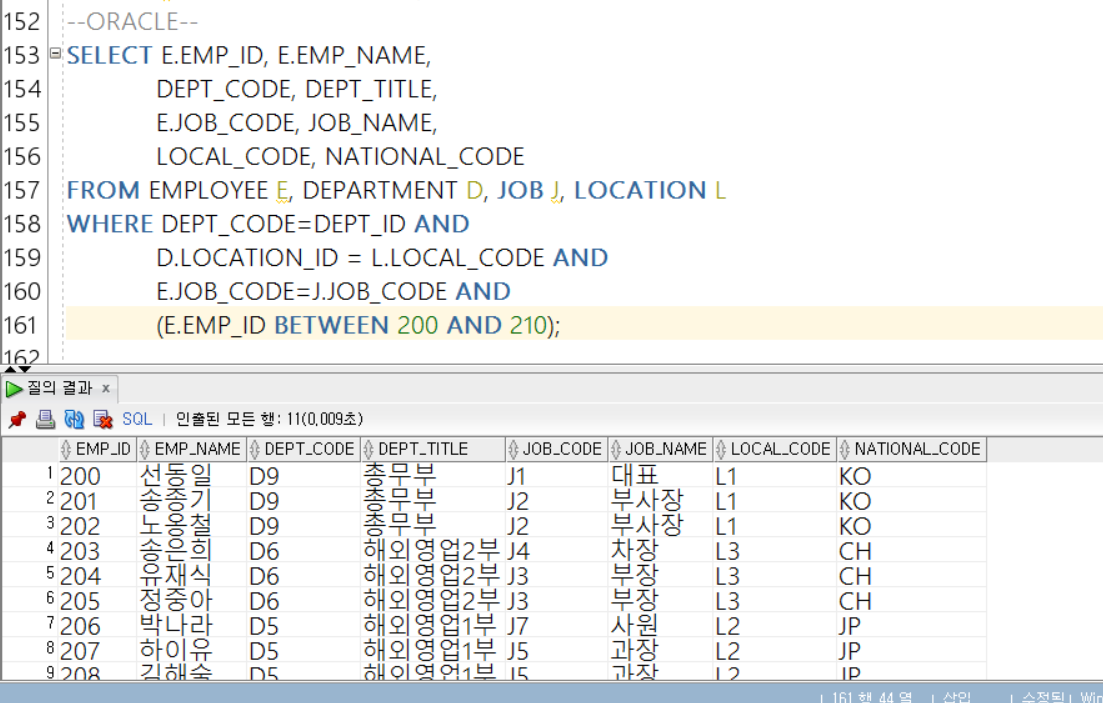 152 --ORACLE--
153 SELECT E.EMP_ID, E.EMP_NAME,
154 DEPT_CODE, DEPT_TITLE,
155 E.JOB_CODE, JOB_NAME,
156 LOCAL_CODE, NATIONAL_CODE
157 FROM EMPLOYEE E, DEPARTMENT D, JOB J, LOCATION L
158 WHERE DEPT_CODE=DEPT_ID AND
159 D.LOCATION_ID = L.LOCAL_CODE AND
160 E.JOB_CODE=J.JOB_CODE AND
161 (E.EMP_ID BETWEEN 200 AND 210);
162
질의 결과 x
SQL | 인출된 모든 행: 11(0,009초)
EMP_ID EMP_NAME DEPT_CODE DEPT_TITLE JOB_CODE JOB_NAME LOCAL_CODE NATIONAL_CODE
1 200 선동일 D9 총무부 J1 대표 L1 KO
2 201 송종기 D9 총무부 J2 부사장 L1 KO
3 202 노옹철 D9 총무부 J2 부사장 L1 KO
4 203 송은희 D6 해외영업2부 J4 차장 L3 CH
5 204 유재식 D6 해외영업2부 J3 부장 L3 CH
6 205 정중아 D6 해외영업2부 J3 부장 L3 CH
7 206 박나라 D5 해외영업1부 J7 사원 L2 JP
8 207 하이유 D5 해외영업1부 J5 과장 L2 JP
9 208 김해술 D5 해외영업1부 J5 과장 L2 JP
161 행 44 열 | 삽입 | 수정됨 | Win